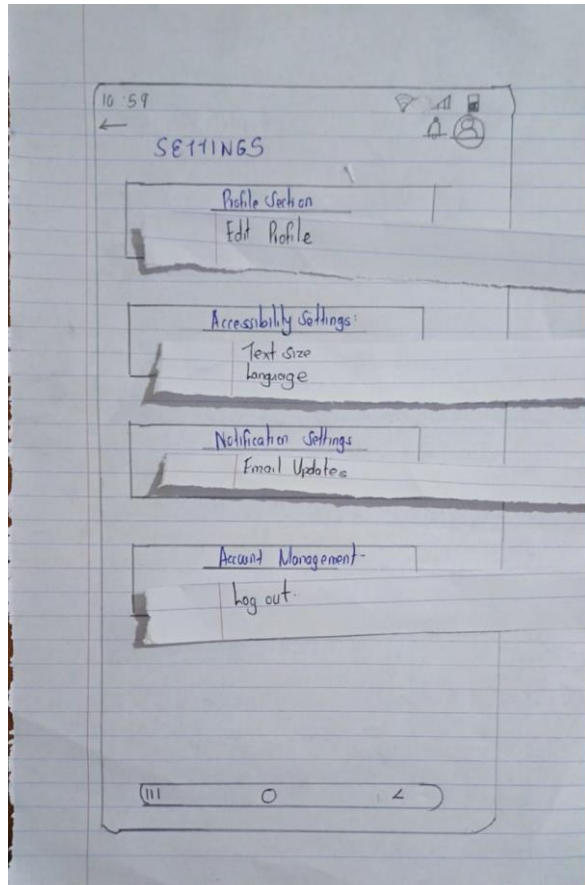 10:59
SETTINGS
Profile Section
Edit Profile
Accessibility Settings:
Text Size
Language
Notification Settings
Email Updates
Account Management-
Log out.